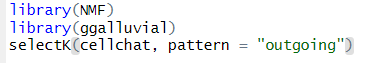 library(NMF)
library(ggalluvial)
selectK(cellchat, pattern = "outgoing")